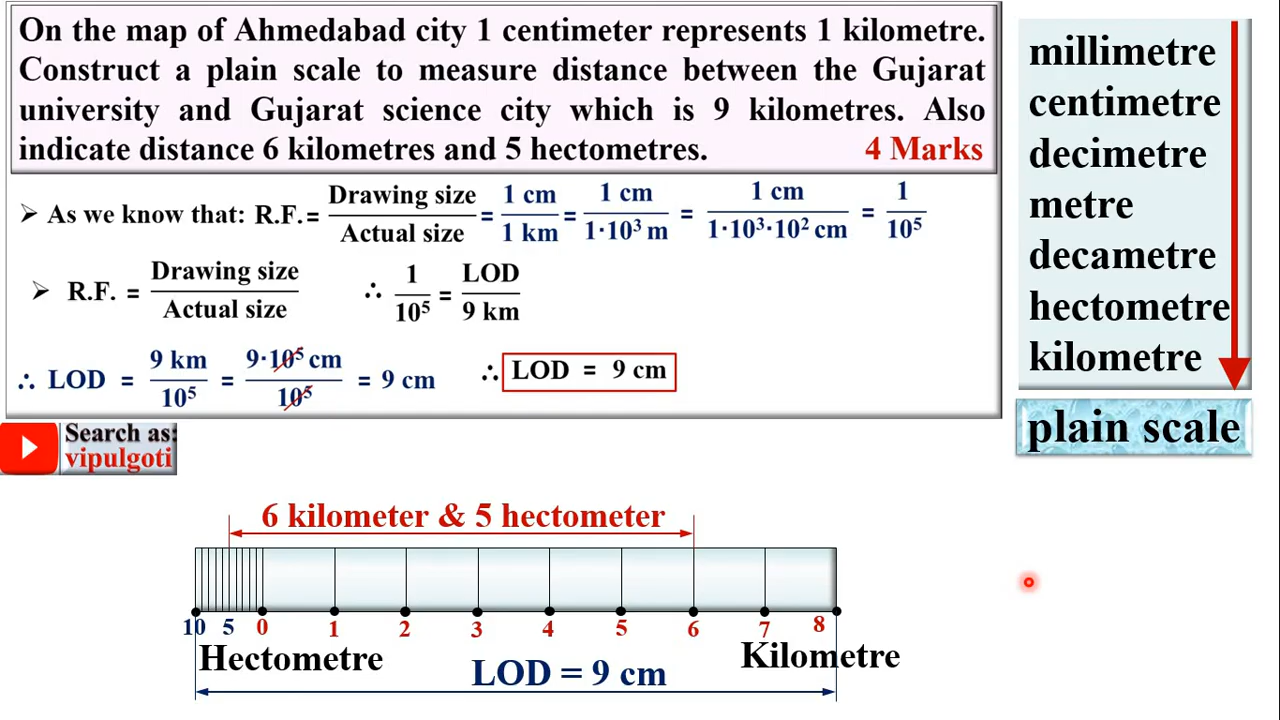 On the map of Ahmedabad city 1 centimeter represents 1 kilometre.
Construct a plain scale to measure distance between the Gujarat
university and Gujarat science city which is 9 kilometres. Also
indicate distance 6 kilometres and 5 hectometres. 4 Marks
➢ As we know that: R.F. = Drawing size / Actual size = 1 cm / 1 km = 1 cm / 1·10³ m = 1 cm / 1·10³·10² cm = 1 / 10⁵
➢ R.F. = Drawing size / Actual size ∴ 1 / 10⁵ = LOD / 9 km
∴ LOD = 9 km / 10⁵ = 9·10⁵ cm / 10⁵ = 9 cm ∴ LOD = 9 cm
millimetre
centimetre
decimetre
metre
decametre
hectometre
kilometre
plain scale
Search as:
vipulgoti
6 kilometer & 5 hectometer
10 5 0 1 2 3 4 5 6 7 8
Hectometre Kilometre
LOD = 9 cm